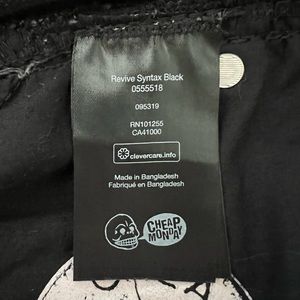 Revive Syntax Black
0555518
095319
RN101255
CA41000
clevercare.info
Made in Bangladesh
Fabriqué en Bangladesh
CHEAP
MONDAY